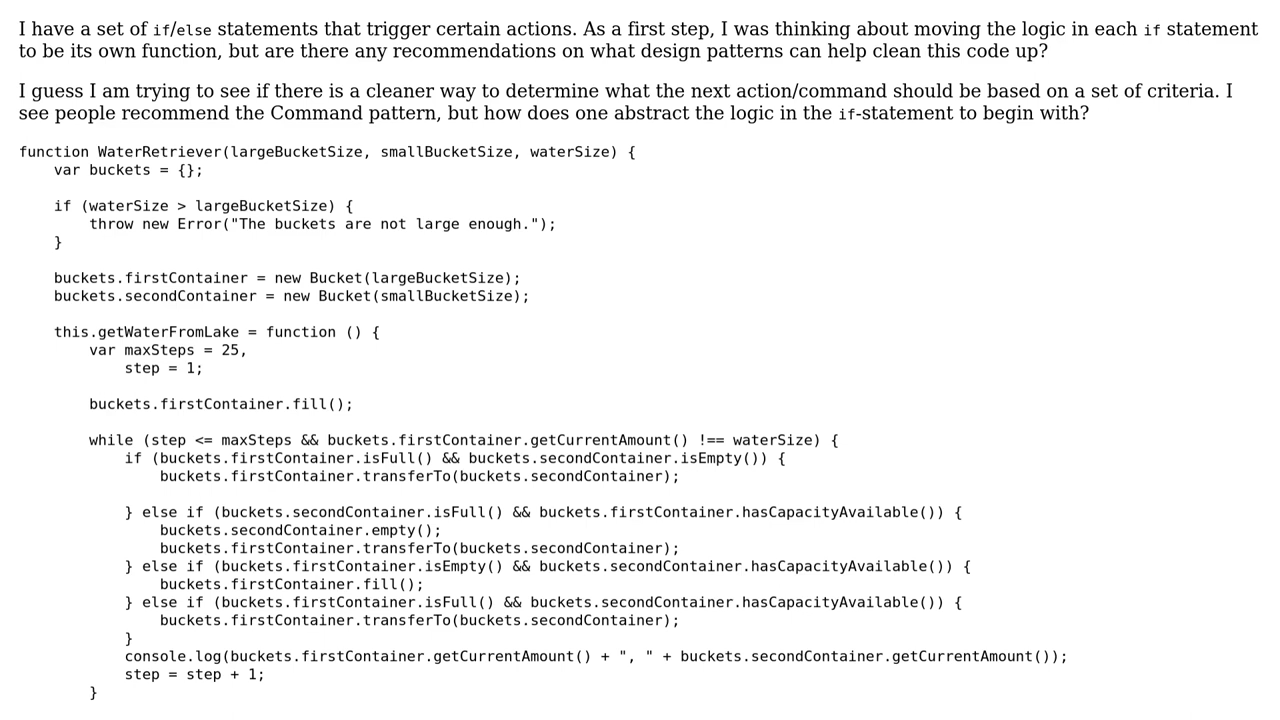 I have a set of if/else statements that trigger certain actions. As a first step, I was thinking about moving the logic in each if statement
to be its own function, but are there any recommendations on what design patterns can help clean this code up?
I guess I am trying to see if there is a cleaner way to determine what the next action/command should be based on a set of criteria. I
see people recommend the Command pattern, but how does one abstract the logic in the if-statement to begin with?
function WaterRetriever(largeBucketSize, smallBucketSize, waterSize) {
    var buckets = {};
    if (waterSize > largeBucketSize) {
        throw new Error("The buckets are not large enough.");
    }
    buckets.firstContainer = new Bucket(largeBucketSize);
    buckets.secondContainer = new Bucket(smallBucketSize);
    this.getWaterFromLake = function () {
        var maxSteps = 25,
            step = 1;
        buckets.firstContainer.fill();
        while (step <= maxSteps && buckets.firstContainer.getCurrentAmount() !== waterSize) {
            if (buckets.firstContainer.isFull() && buckets.secondContainer.isEmpty()) {
                buckets.firstContainer.transferTo(buckets.secondContainer);
            } else if (buckets.secondContainer.isFull() && buckets.firstContainer.hasCapacityAvailable()) {
                buckets.secondContainer.empty();
                buckets.firstContainer.transferTo(buckets.secondContainer);
            } else if (buckets.firstContainer.isEmpty() && buckets.secondContainer.hasCapacityAvailable()) {
                buckets.firstContainer.fill();
            } else if (buckets.firstContainer.isFull() && buckets.secondContainer.hasCapacityAvailable()) {
                buckets.firstContainer.transferTo(buckets.secondContainer);
            }
            console.log(buckets.firstContainer.getCurrentAmount() + ", " + buckets.secondContainer.getCurrentAmount());
            step = step + 1;
        }